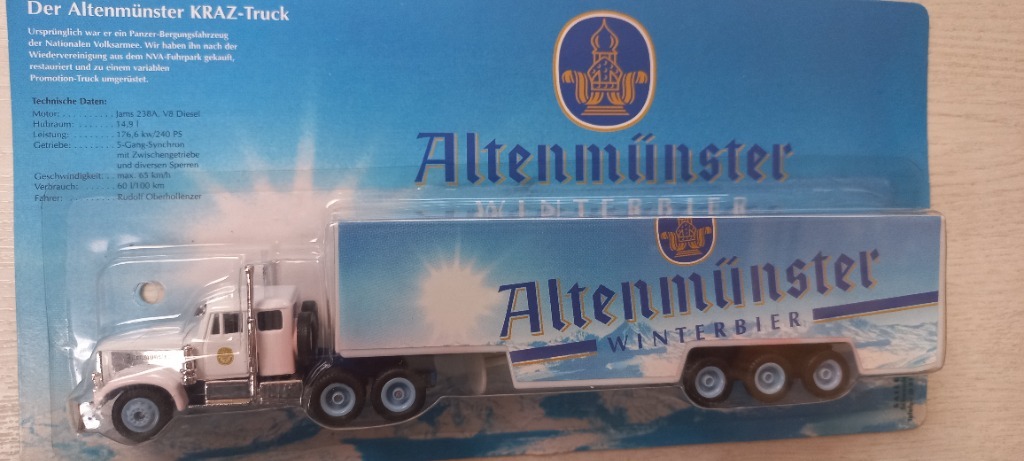 Der Altenmünster KRAZ-Truck
Ursprünglich war er ein Panzer-Bergungsfahrzeug
der Nationalen Volksarmee. Wir haben ihn nach der
Wiedervereinigung aus dem NVA-Fuhrpark gekauft,
restauriert und zu einem variablen
Promotion-Truck umgerüstet.
Technische Daten:
Motor: . . . . . . . . . . . Jams 238A, V8 Diesel
Hubraum: . . . . . . . . 14,9 l
Leistung: . . . . . . . . . 176,6 kw/240 PS
Getriebe: . . . . . . . . . 5-Gang-Synchron
mit Zwischengetriebe
und diversen Sperren
Geschwindigkeit: . . max. 65 km/h
Verbrauch: . . . . . . . 60 l/100 km
Fahrer: . . . . . . . . . . Rudolf Oberhollenzer
Altenmünster
WINTERBIER
Altenmünster
WINTERBIER